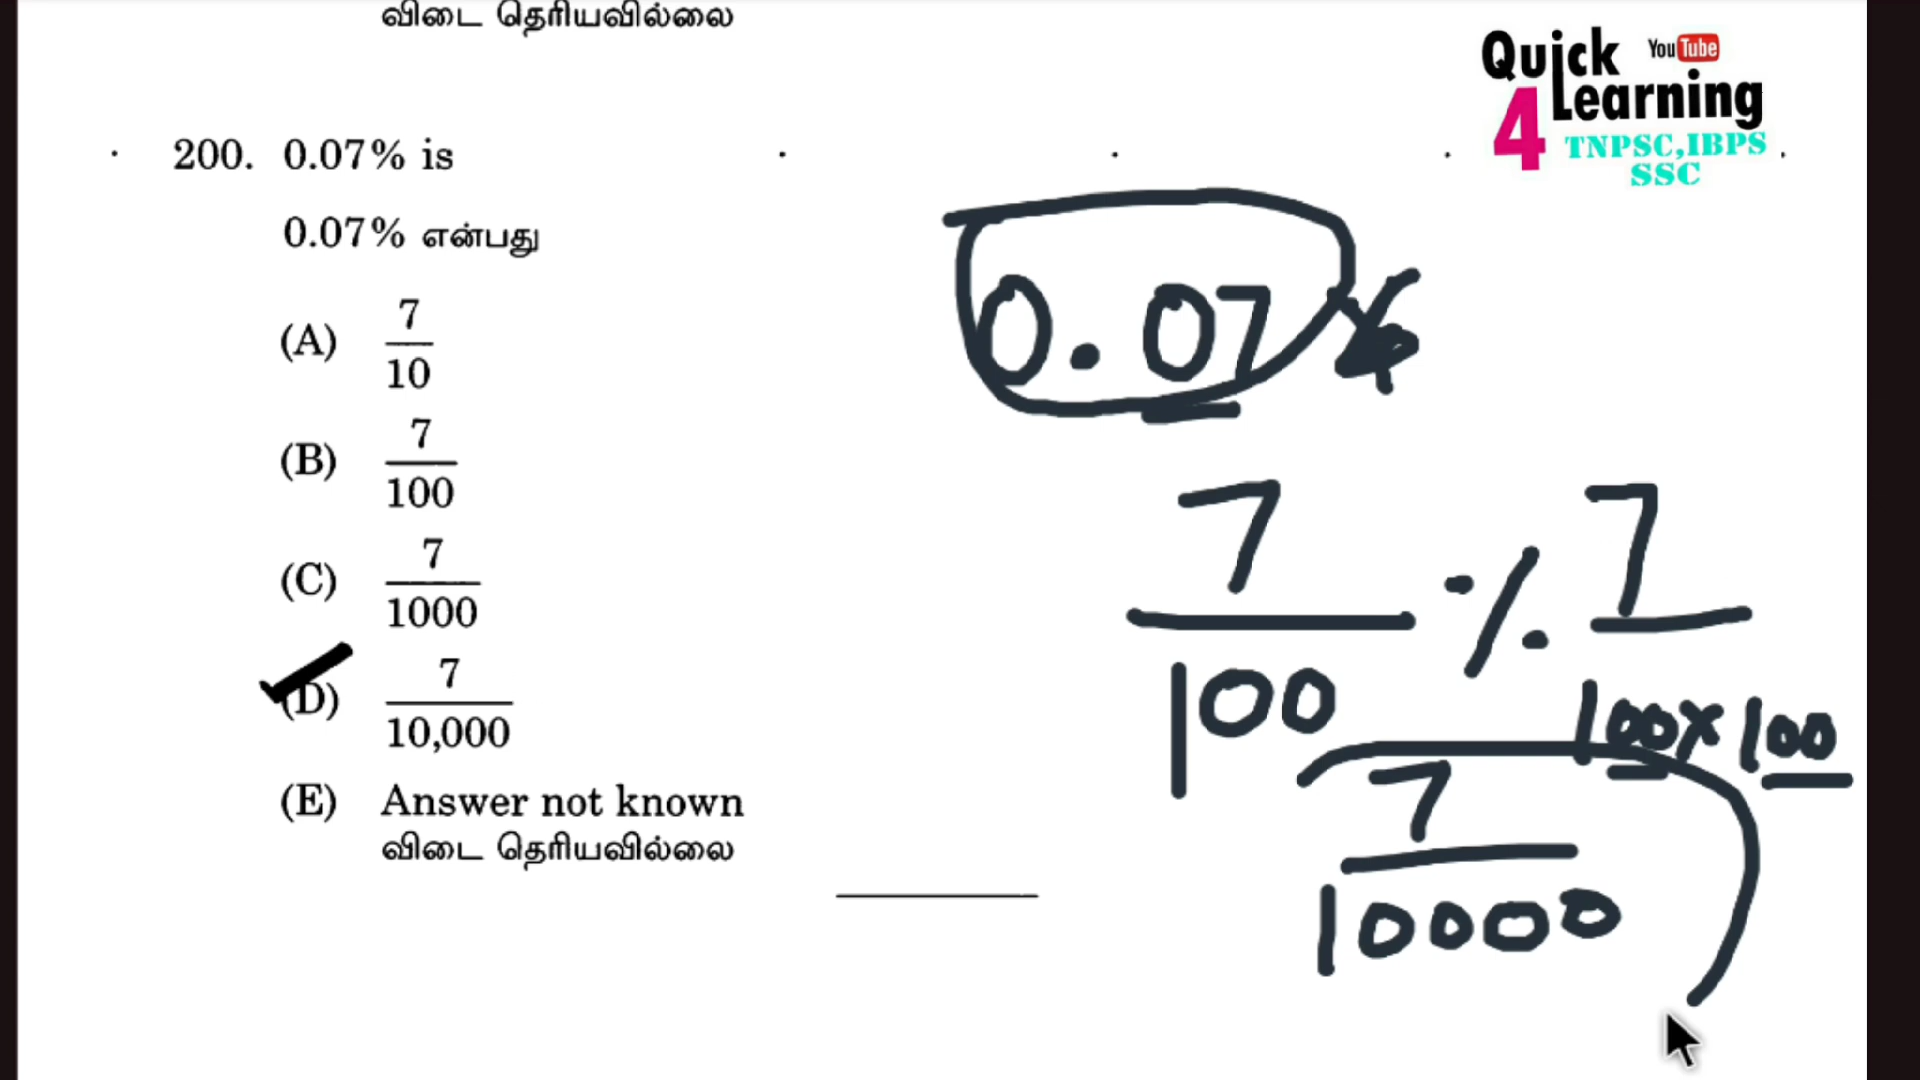 விடை தெரியவில்லை
Quick YouTube
4 Learning
TNPSC,IBPS
SSC
200. 0.07% is
0.07% என்பது
(A) 7/10
(B) 7/100
(C) 7/1000
(D) 7/10,000
(E) Answer not known
விடை தெரியவில்லை
0.07%
7/100 % 7/100×100
7/10000